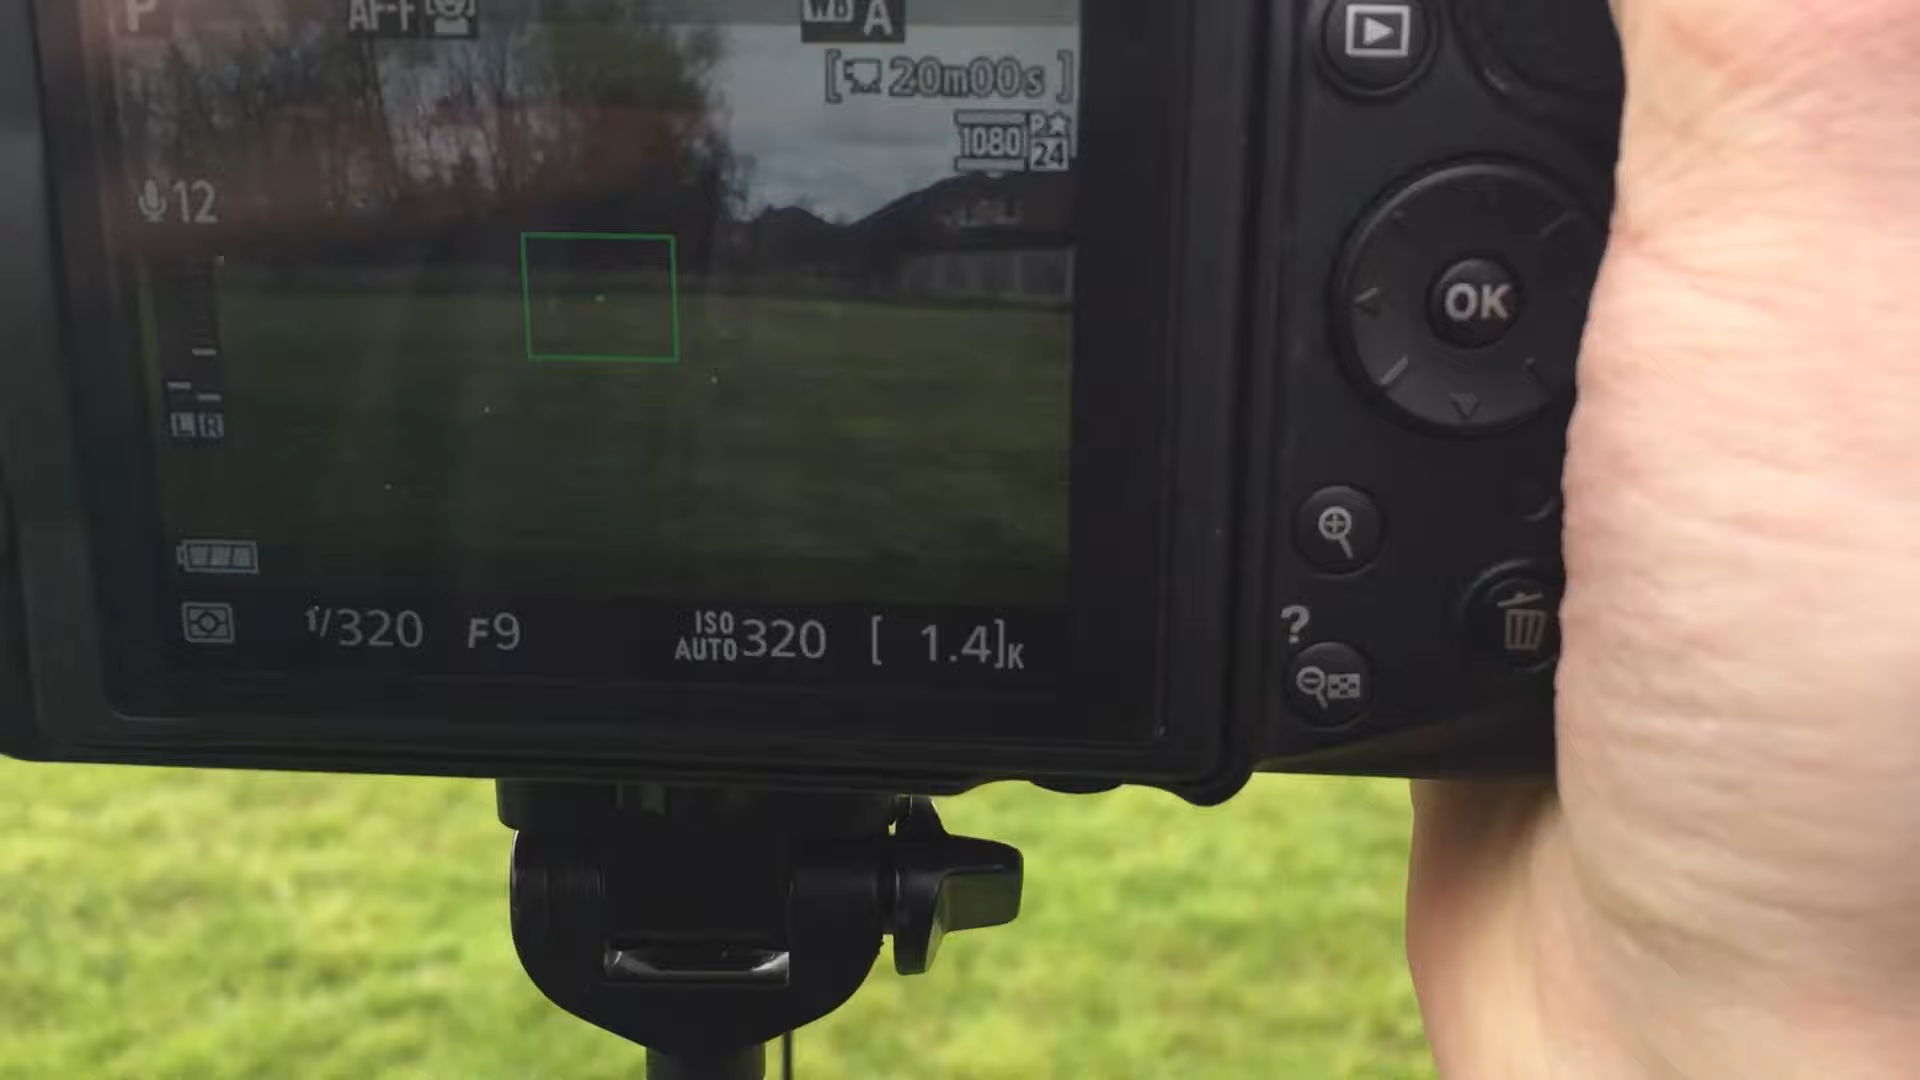 P AF-F WB A
[20m00s]
1080 P★ 24
12
L R
1/320 F9 ISO AUTO 320 [ 1.4]K
OK
?